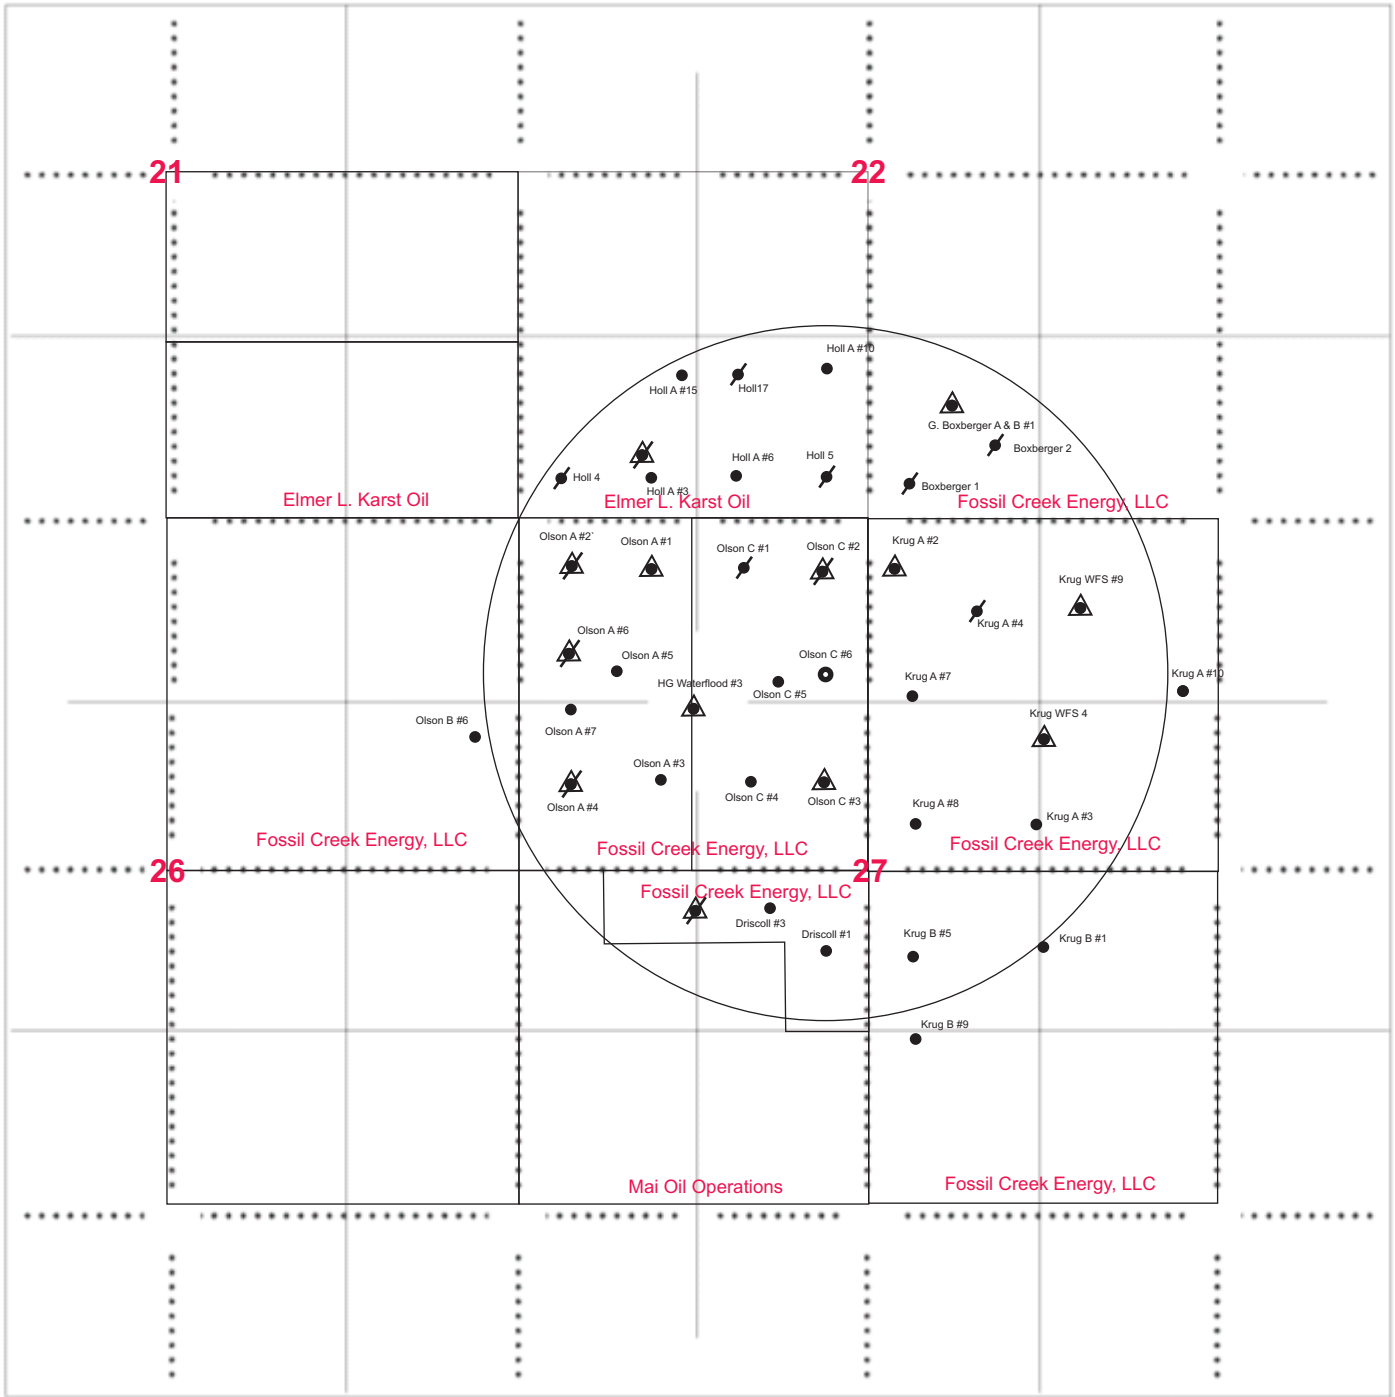 21
22
Holl A #10
Holl A #15
Holl17
G. Boxberger A & B #1
Boxberger 2
Holl 4
Holl A #3
Holl A #6
Holl 5
Boxberger 1
Elmer L. Karst Oil
Elmer L. Karst Oil
Fossil Creek Energy, LLC
Olson A #2`
Olson A #1
Olson C #1
Olson C #2
Krug A #2
Krug WFS #9
Krug A #4
Olson A #6
Olson A #5
Olson C #6
HG Waterflood #3
Olson C #5
Krug A #7
Krug A #10
Olson B #6
Olson A #7
Krug WFS 4
Olson A #3
Olson A #4
Olson C #4
Olson C #3
Krug A #8
Krug A #3
Fossil Creek Energy, LLC
Fossil Creek Energy, LLC
Fossil Creek Energy, LLC
26
27
Fossil Creek Energy, LLC
Driscoll #3
Driscoll #1
Krug B #5
Krug B #1
Krug B #9
Mai Oil Operations
Fossil Creek Energy, LLC